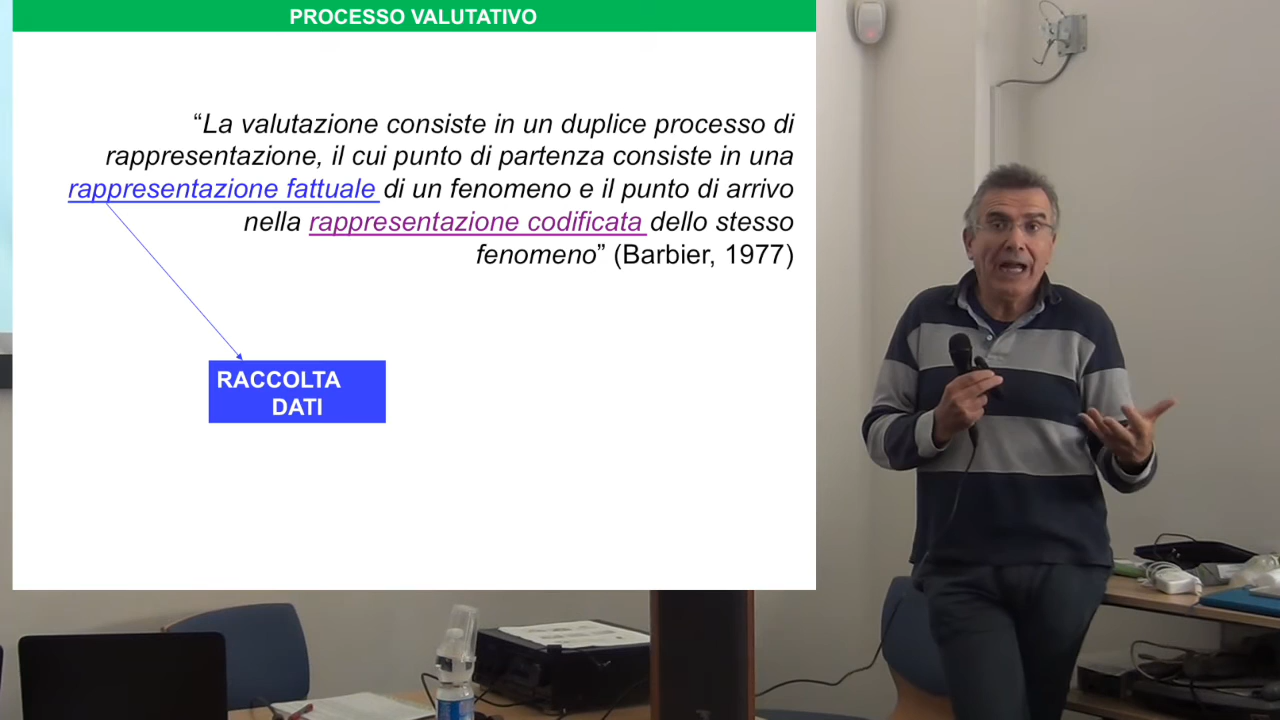 PROCESSO VALUTATIVO
“La valutazione consiste in un duplice processo di
rappresentazione, il cui punto di partenza consiste in una
rappresentazione fattuale di un fenomeno e il punto di arrivo
nella rappresentazione codificata dello stesso
fenomeno” (Barbier, 1977)
RACCOLTA
DATI